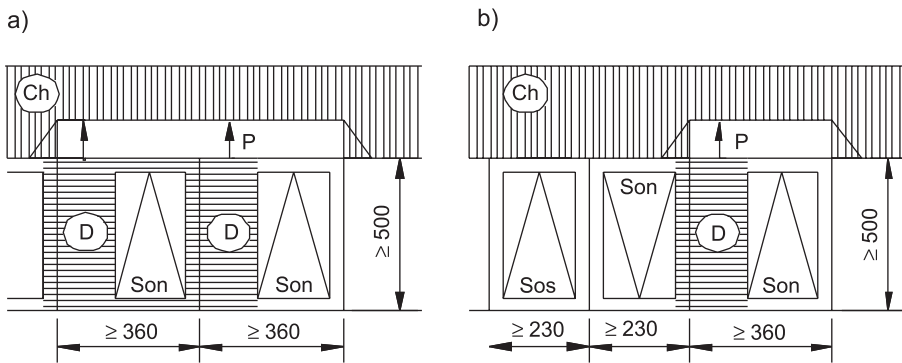 a)
Ch
P
D
D
Son
Son
≥ 500
≥ 360
≥ 360
b)
Ch
P
Son
D
Sos
Son
≥ 500
≥ 230
≥ 230
≥ 360